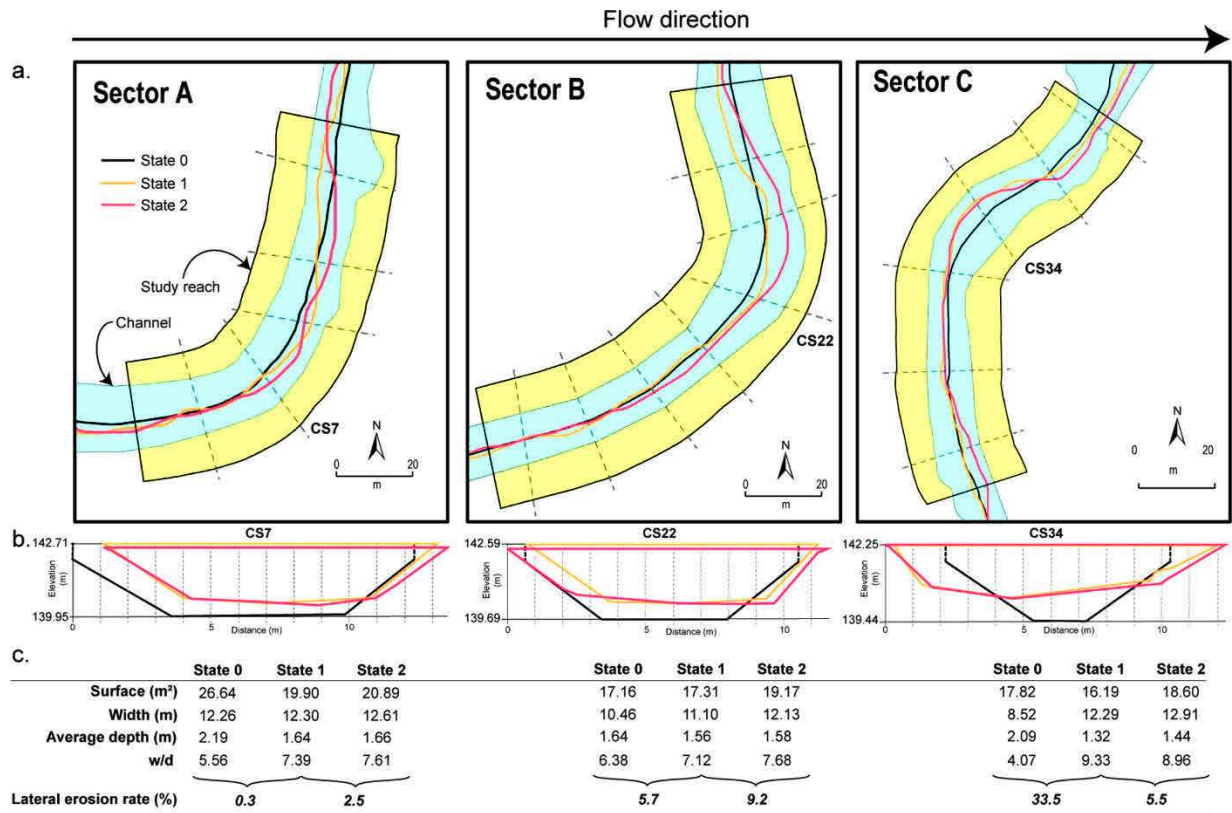 Flow direction
a.
Sector A
State 0
State 1
State 2
Study reach
Channel
CS7
N
0 20
m
Sector B
CS22
N
0 20
m
Sector C
CS34
N
0 20
m
b.
CS7
142.71
Elevation (m)
139.95
0 5 10
Distance (m)
CS22
142.59
Elevation (m)
139.69
0 5 10
Distance (m)
CS34
142.25
Elevation (m)
139.44
0 5 10
Distance (m)
c.
State 0 State 1 State 2 State 0 State 1 State 2 State 0 State 1 State 2
Surface (m²) 26.64 19.90 20.89 17.16 17.31 19.17 17.82 16.19 18.60
Width (m) 12.26 12.30 12.61 10.46 11.10 12.13 8.52 12.29 12.91
Average depth (m) 2.19 1.64 1.66 1.64 1.56 1.58 2.09 1.32 1.44
w/d 5.56 7.39 7.61 6.38 7.12 7.68 4.07 9.33 8.96
Lateral erosion rate (%) 0.3 2.5 5.7 9.2 33.5 5.5